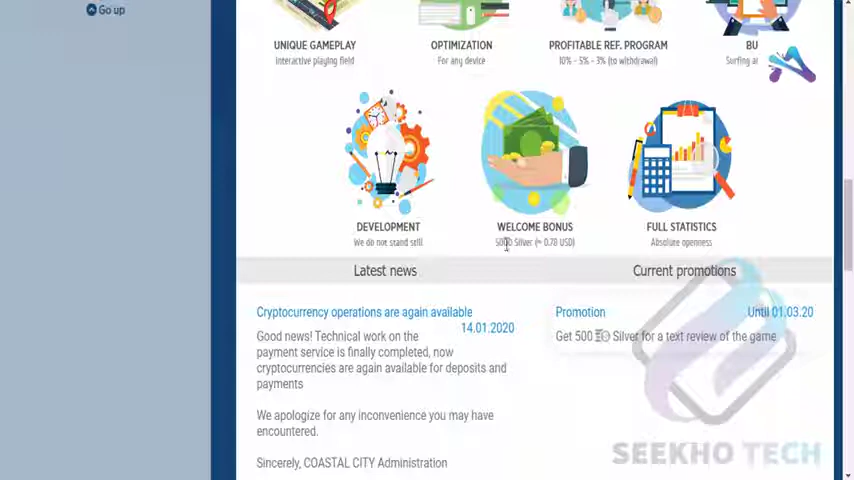 Go up
UNIQUE GAMEPLAY
Interactive playing field
OPTIMIZATION
For any device
PROFITABLE REF. PROGRAM
10% - 5% - 3% (to withdrawal)
BU
Surfing a
DEVELOPMENT
We do not stand still
WELCOME BONUS
5000 Silver (≈ 0.78 USD)
FULL STATISTICS
Absolute openness
Latest news
Current promotions
Cryptocurrency operations are again available
14.01.2020
Good news! Technical work on the
payment service is finally completed, now
cryptocurrencies are again available for deposits and
payments
We apologize for any inconvenience you may have
encountered.
Sincerely, COASTAL CITY Administration
Promotion
Until 01.03.20
Get 500 Silver for a text review of the game
SEEKHO TECH